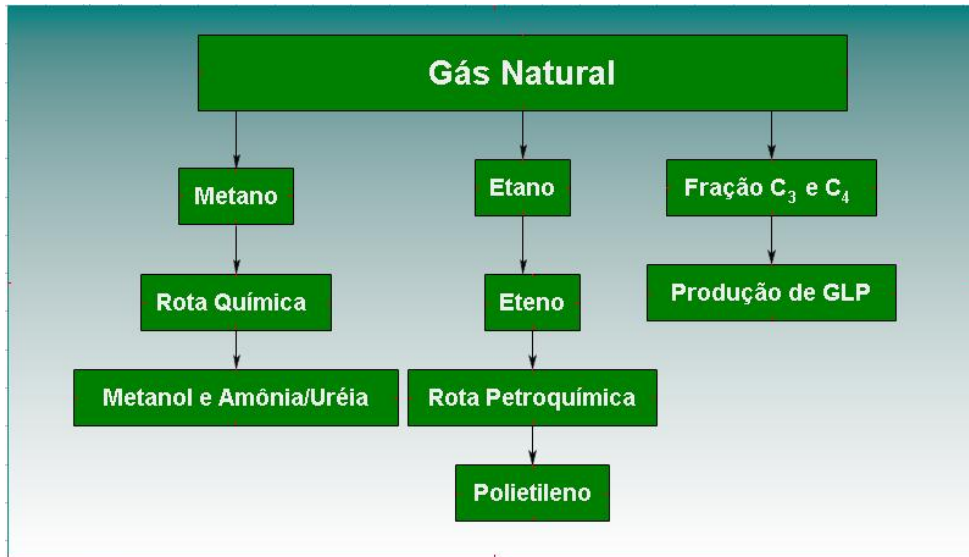 Gás Natural
Metano
Etano
Fração C₃ e C₄
Rota Química
Eteno
Produção de GLP
Metanol e Amônia/Uréia
Rota Petroquímica
Polietileno